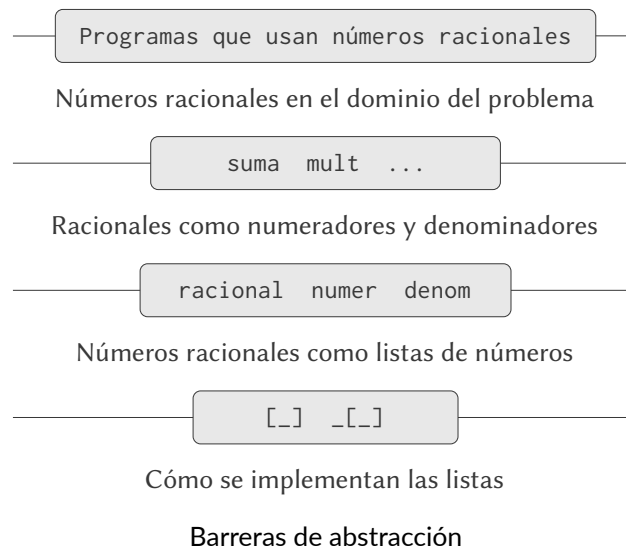 Programas que usan números racionales
Números racionales en el dominio del problema
suma mult ...
Racionales como numeradores y denominadores
racional numer denom
Números racionales como listas de números
[_] _[_]
Cómo se implementan las listas
Barreras de abstracción